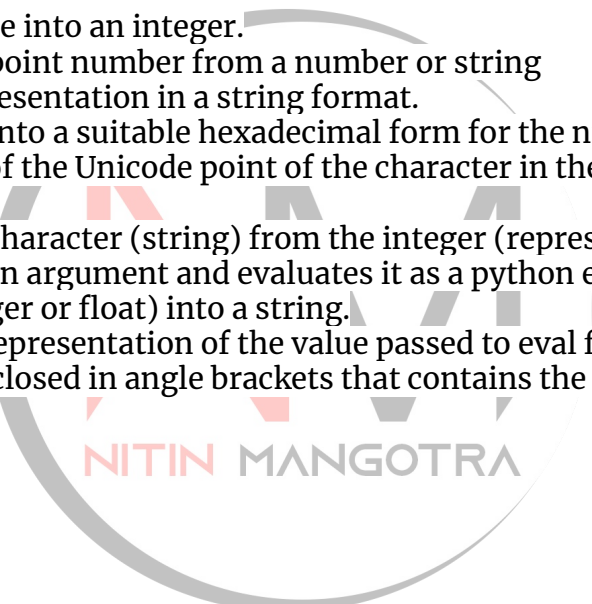 e into an integer.
point number from a number or string
esentation in a string format.
nto a suitable hexadecimal form for the n
of the Unicode point of the character in the
haracter (string) from the integer (repres
n argument and evaluates it as a python e
ger or float) into a string.
epresentation of the value passed to eval f
closed in angle brackets that contains the
NITIN MANGOTRA